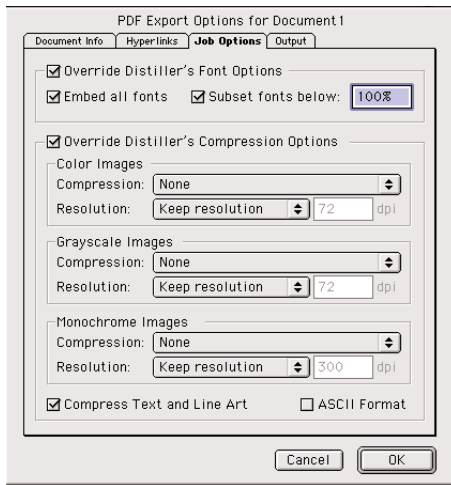 PDF Export Options for Document1
Document Info Hyperlinks Job Options Output
Override Distiller's Font Options
Embed all fonts Subset fonts below: 100%
Override Distiller's Compression Options
Color Images
Compression: None
Resolution: Keep resolution 72 dpi
Grayscale Images
Compression: None
Resolution: Keep resolution 72 dpi
Monochrome Images
Compression: None
Resolution: Keep resolution 300 dpi
Compress Text and Line Art ASCII Format
Cancel OK